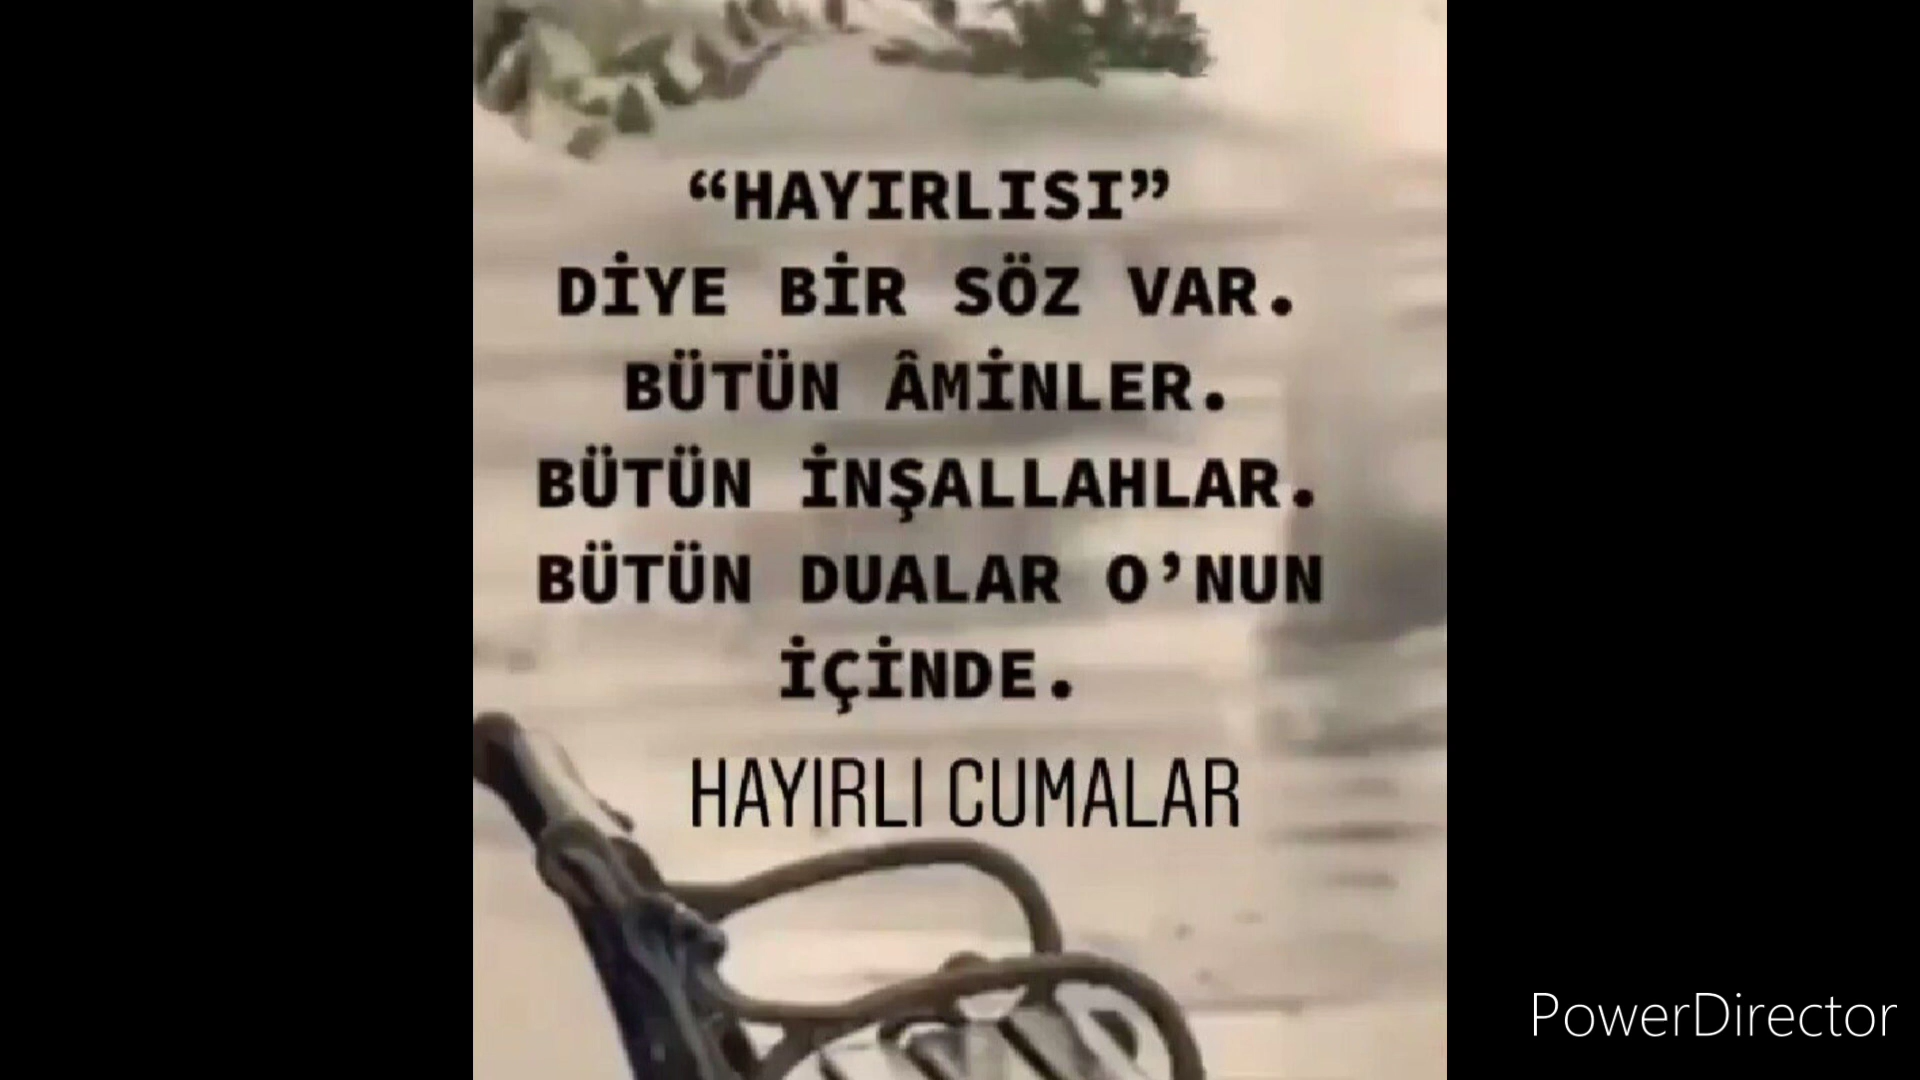 “HAYIRLISI”
DİYE BİR SÖZ VAR.
BÜTÜN ÂMİNLER.
BÜTÜN İNŞALLAHLAR.
BÜTÜN DUALAR O’NUN
İÇİNDE.
HAYIRLI CUMALAR
PowerDirector